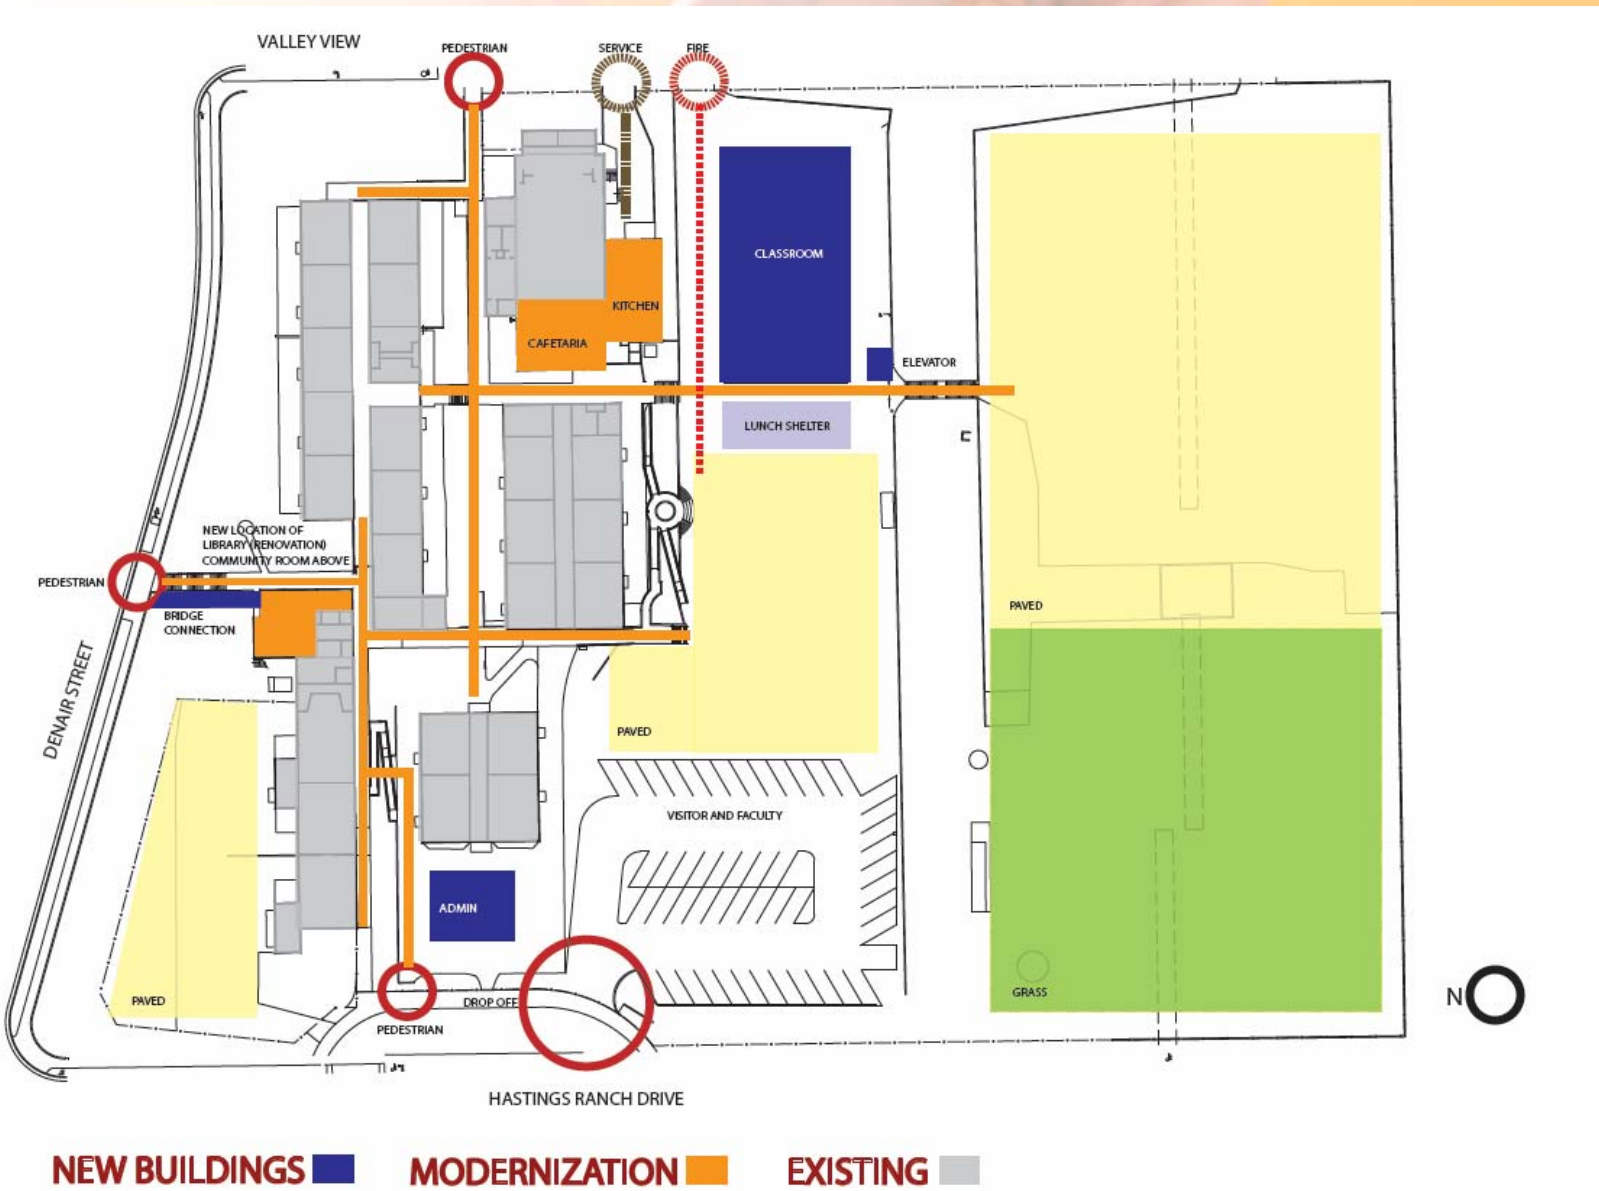 VALLEY VIEW
PEDESTRIAN
SERVICE
FIRE
CLASSROOM
KITCHEN
CAFETARIA
ELEVATOR
LUNCH SHELTER
NEW LOCATION OF
LIBRARY (RENOVATION)
COMMUNITY ROOM ABOVE
PEDESTRIAN
BRIDGE
CONNECTION
DENAIR STREET
PAVED
PAVED
VISITOR AND FACULTY
ADMIN
PAVED
GRASS
DROP OFF
PEDESTRIAN
N
HASTINGS RANCH DRIVE
NEW BUILDINGS
MODERNIZATION
EXISTING